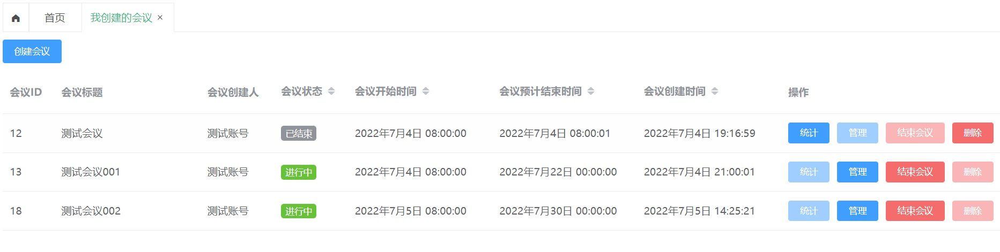 首页 我创建的会议 ×
创建会议
会议ID 会议标题 会议创建人 会议状态 会议开始时间 会议预计结束时间 会议创建时间 操作
12 测试会议 测试账号 已结束 2022年7月4日 08:00:00 2022年7月4日 08:00:01 2022年7月4日 19:16:59 统计 管理 结束会议 删除
13 测试会议001 测试账号 进行中 2022年7月4日 08:00:00 2022年7月22日 00:00:00 2022年7月4日 21:00:01 统计 管理 结束会议 删除
18 测试会议002 测试账号 进行中 2022年7月5日 08:00:00 2022年7月30日 00:00:00 2022年7月5日 14:25:21 统计 管理 结束会议 删除